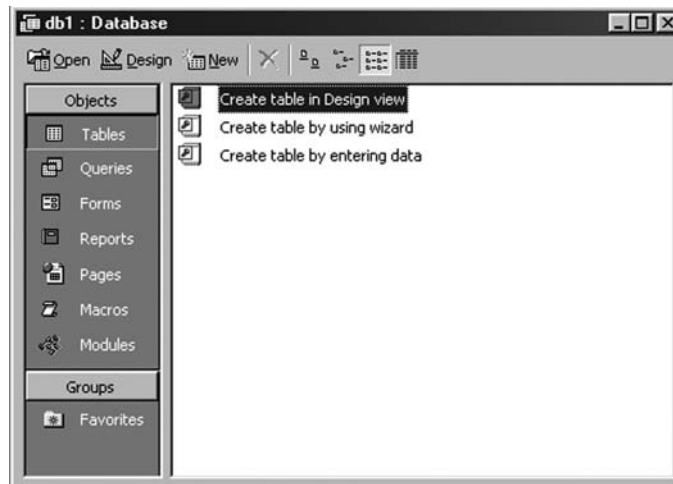 db1 : Database
Open Design New
Objects
Tables
Queries
Forms
Reports
Pages
Macros
Modules
Groups
Favorites
Create table in Design view
Create table by using wizard
Create table by entering data